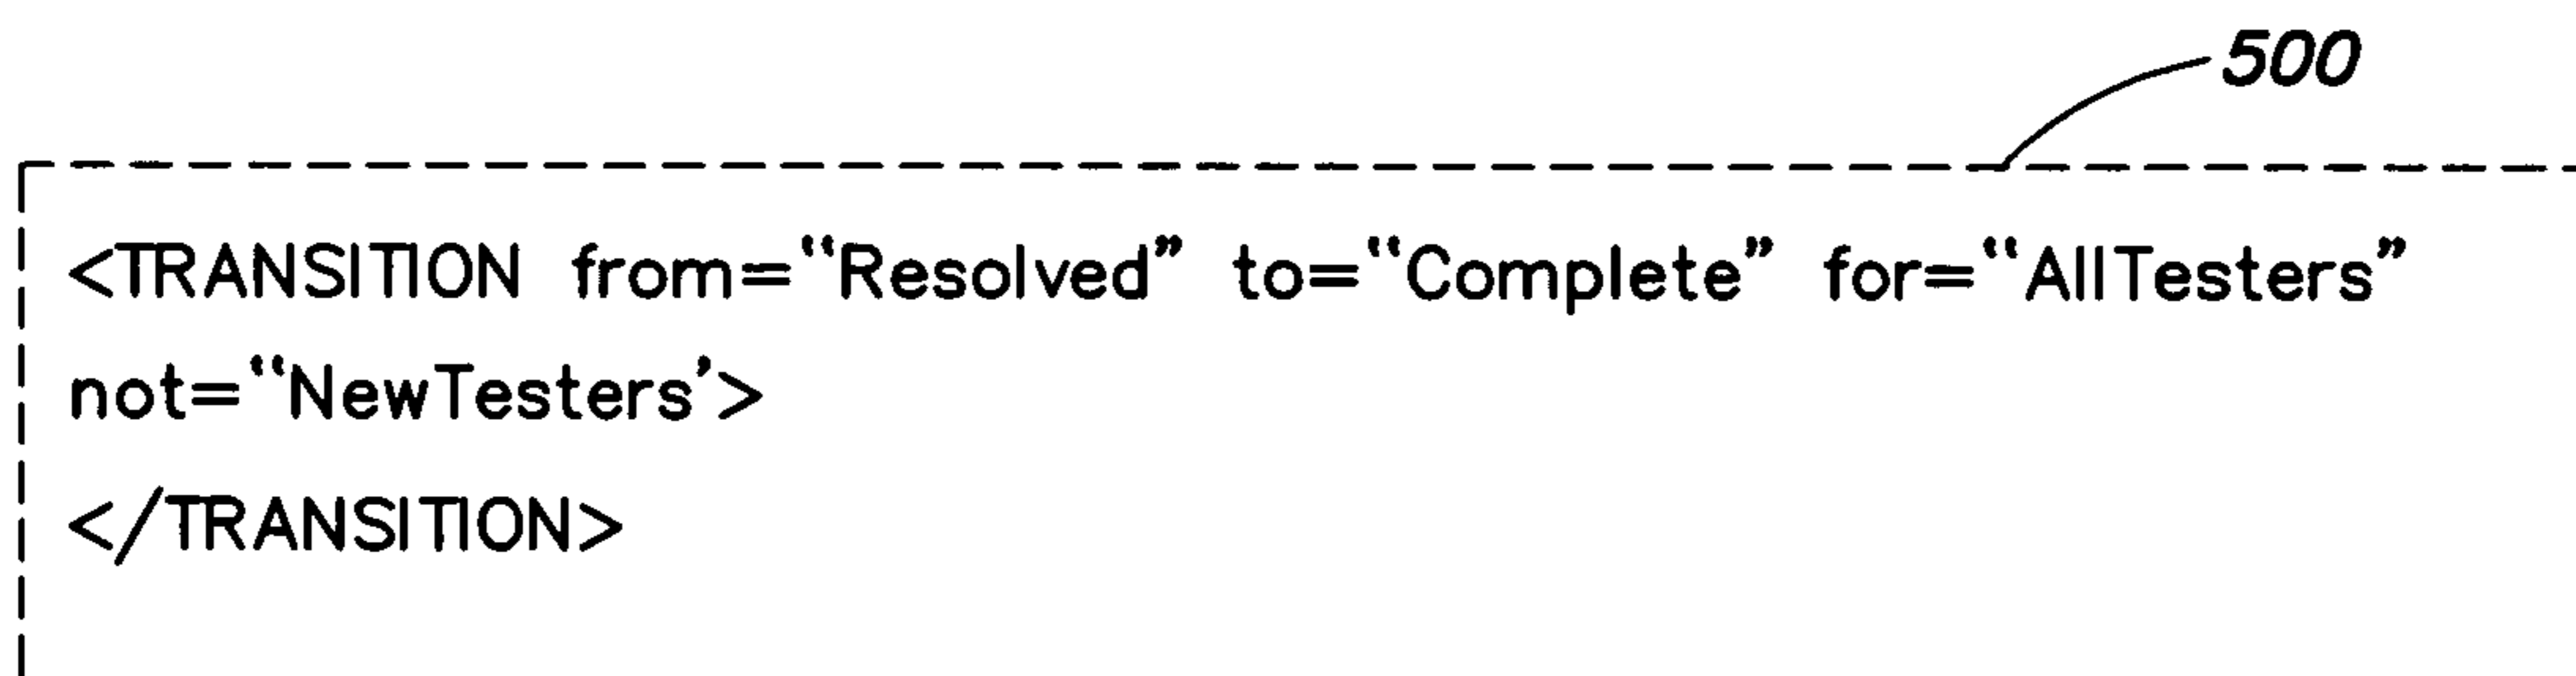 500
<TRANSITION from=“Resolved” to=“Complete” for=“AllTesters”
not=“NewTesters’>
</TRANSITION>